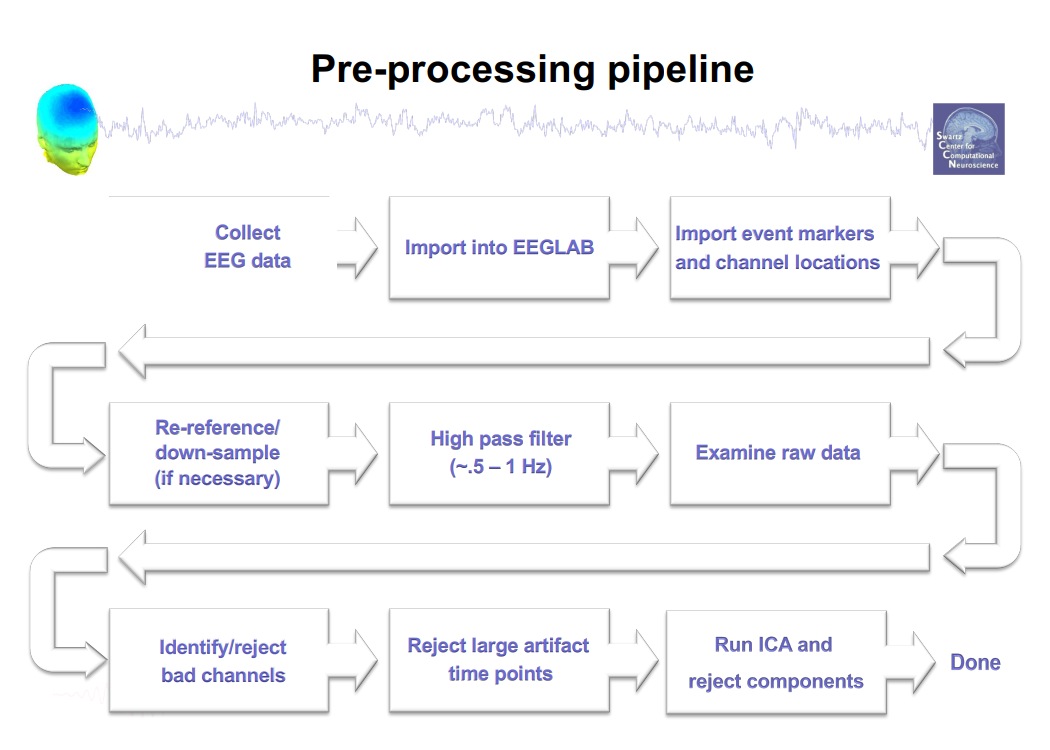 Pre-processing pipeline
Swartz
Center for
Computational
Neuroscience
Collect
EEG data
Import into EEGLAB
Import event markers
and channel locations
Re-reference/
down-sample
(if necessary)
High pass filter
(~.5 – 1 Hz)
Examine raw data
Identify/reject
bad channels
Reject large artifact
time points
Run ICA and
reject components
Done